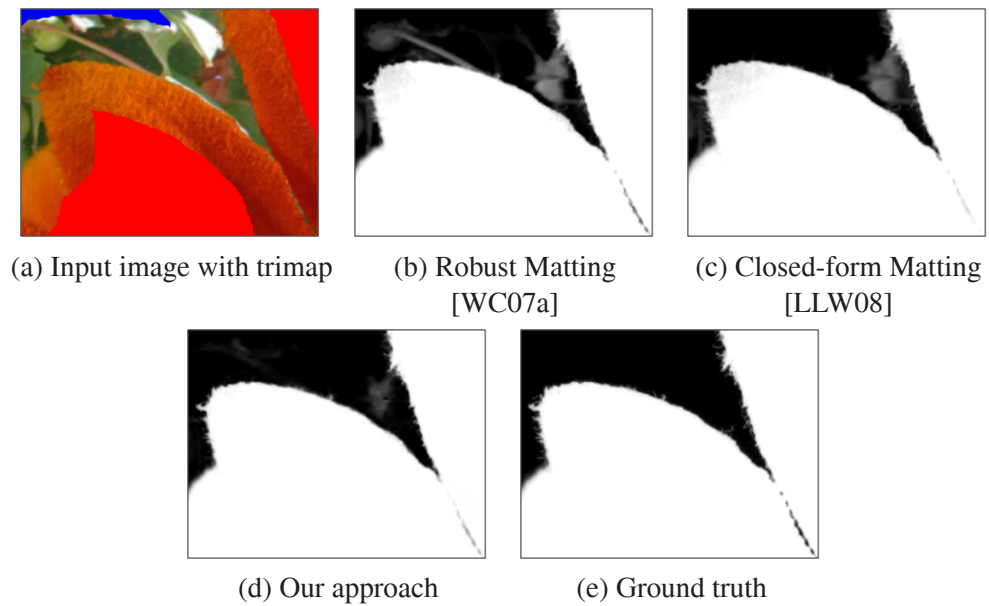 (a) Input image with trimap
(b) Robust Matting
[WC07a]
(c) Closed-form Matting
[LLW08]
(d) Our approach
(e) Ground truth